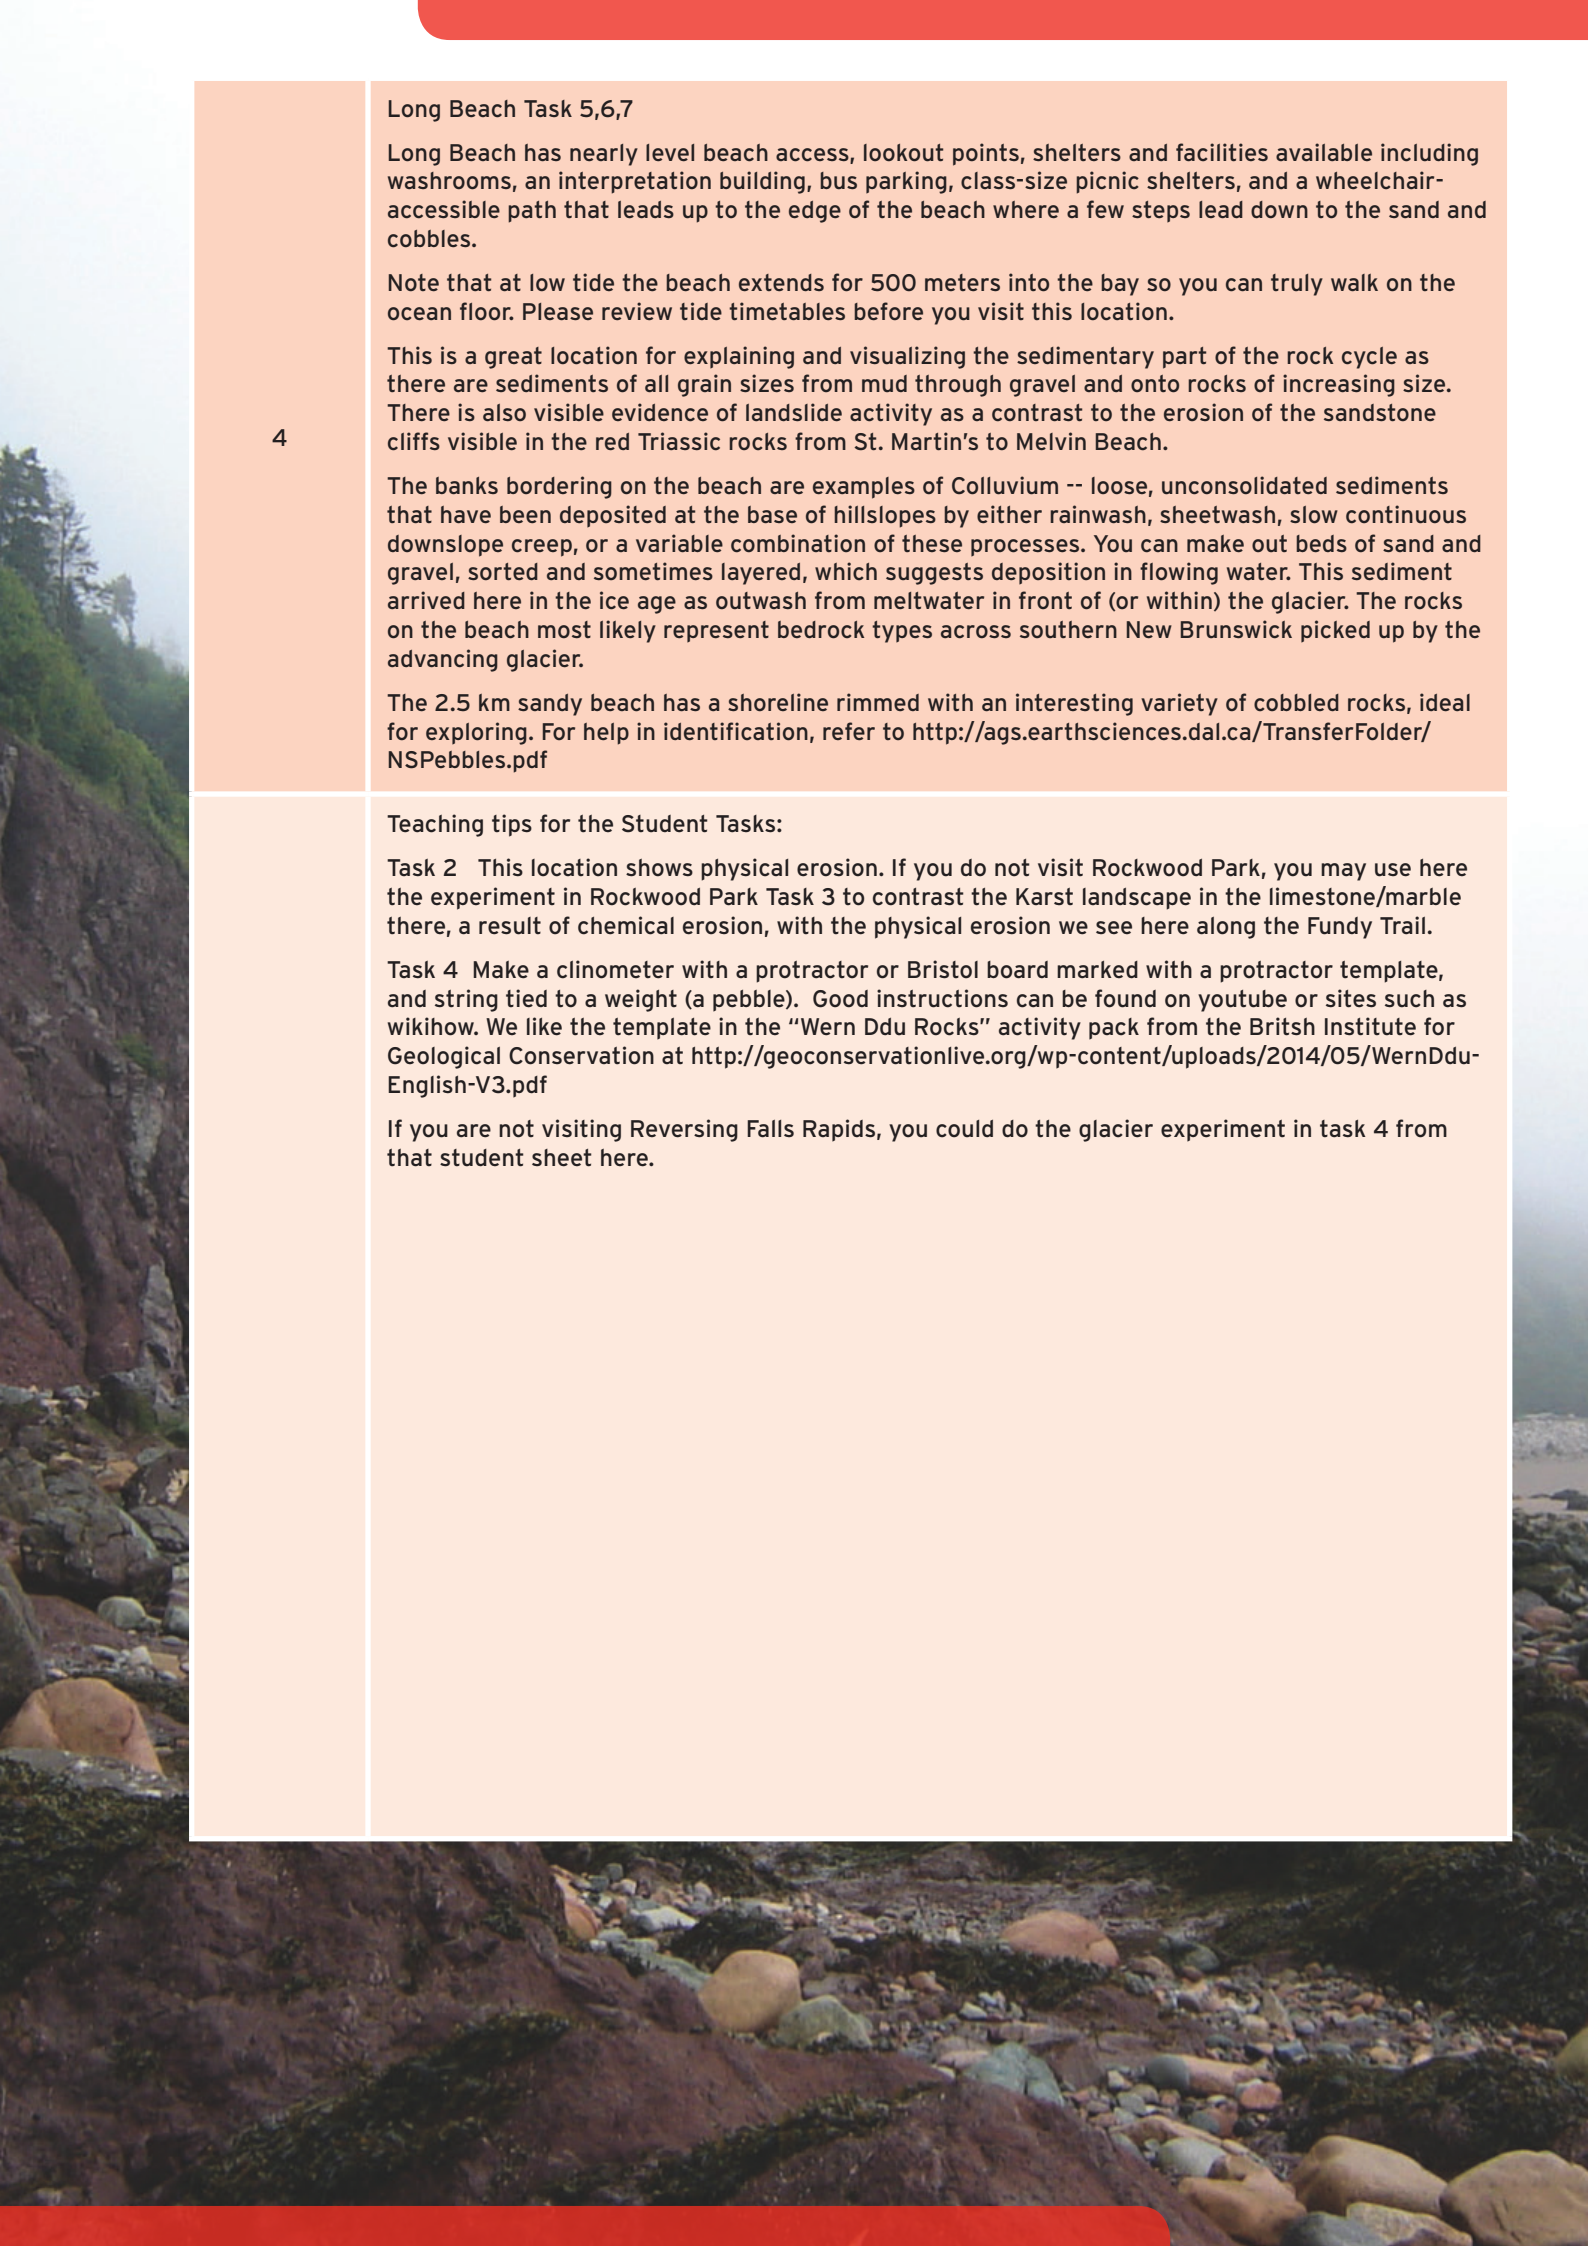 Long Beach Task 5,6,7
Long Beach has nearly level beach access, lookout points, shelters and facilities available including
washrooms, an interpretation building, bus parking, class-size picnic shelters, and a wheelchair-
accessible path that leads up to the edge of the beach where a few steps lead down to the sand and
cobbles.
Note that at low tide the beach extends for 500 meters into the bay so you can truly walk on the
ocean floor. Please review tide timetables before you visit this location.
This is a great location for explaining and visualizing the sedimentary part of the rock cycle as
there are sediments of all grain sizes from mud through gravel and onto rocks of increasing size.
There is also visible evidence of landslide activity as a contrast to the erosion of the sandstone
4
cliffs visible in the red Triassic rocks from St. Martin's to Melvin Beach.
The banks bordering on the beach are examples of Colluvium -- loose, unconsolidated sediments
that have been deposited at the base of hillslopes by either rainwash, sheetwash, slow continuous
downslope creep, or a variable combination of these processes. You can make out beds of sand and
gravel, sorted and sometimes layered, which suggests deposition in flowing water. This sediment
arrived here in the ice age as outwash from meltwater in front of (or within) the glacier. The rocks
on the beach most likely represent bedrock types across southern New Brunswick picked up by the
advancing glacier.
The 2.5 km sandy beach has a shoreline rimmed with an interesting variety of cobbled rocks, ideal
for exploring. For help in identification, refer to http://ags.earthsciences.dal.ca/TransferFolder/
NSPebbles.pdf
Teaching tips for the Student Tasks:
Task 2   This location shows physical erosion. If you do not visit Rockwood Park, you may use here
the experiment in Rockwood Park Task 3 to contrast the Karst landscape in the limestone/marble
there, a result of chemical erosion, with the physical erosion we see here along the Fundy Trail.
Task 4  Make a clinometer with a protractor or Bristol board marked with a protractor template,
and string tied to a weight (a pebble).  Good instructions can be found on youtube or sites such as
wikihow. We like the template in the "Wern Ddu Rocks" activity pack from the Britsh Institute for
Geological Conservation at http://geoconservationlive.org/wp-content/uploads/2014/05/WernDdu-
English-V3.pdf
If you are not visiting Reversing Falls Rapids, you could do the glacier experiment in task 4 from
that student sheet here.